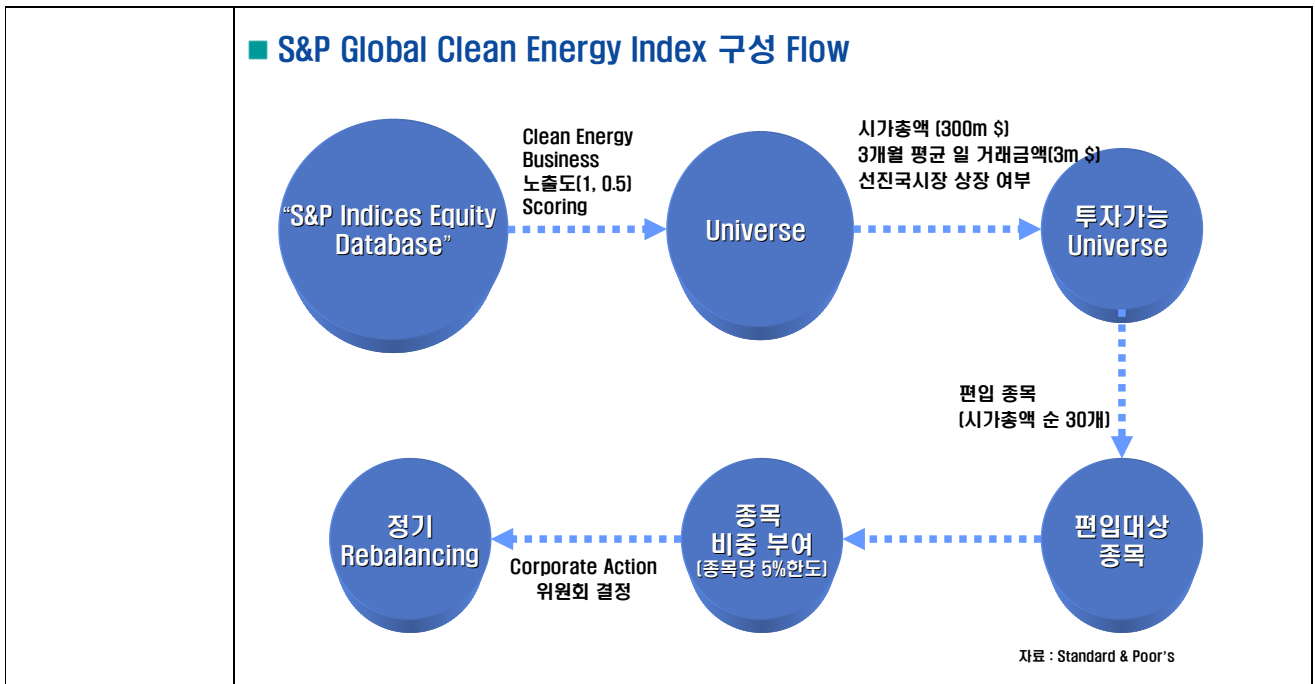 ■ S&P Global Clean Energy Index 구성 Flow
“S&P Indices Equity
Database”
Clean Energy
Business
노출도(1, 0.5)
Scoring
Universe
시가총액 (300m $)
3개월 평균 일 거래금액(3m $)
선진국시장 상장 여부
투자가능
Universe
편입 종목
(시가총액 순 30개)
편입대상
종목
종목
비중 부여
(종목당 5%한도)
Corporate Action
위원회 결정
정기
Rebalancing
자료 : Standard & Poor's